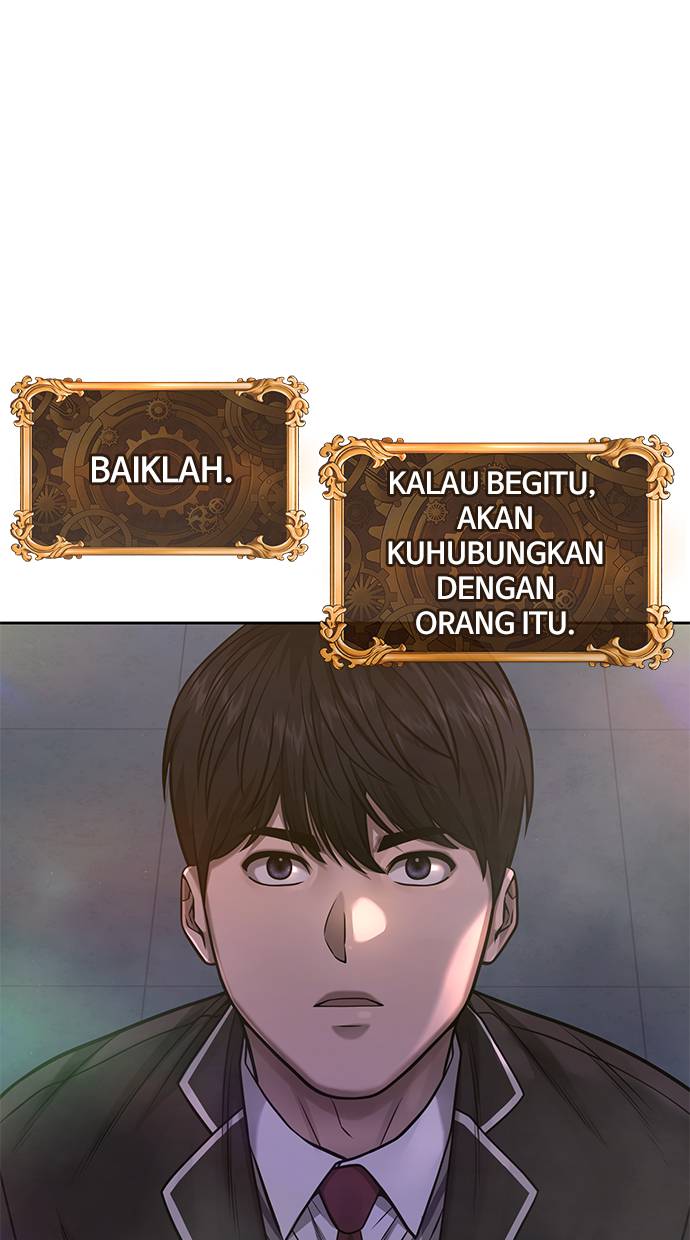 BAIKLAH.
KALAU BEGITU,
AKAN
KUHUBUNGKAN
DENGAN
ORANG ITU.